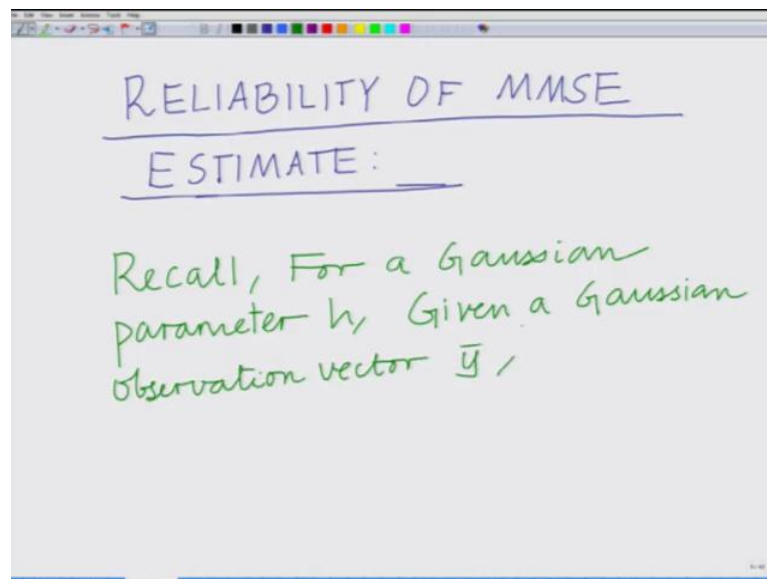 RELIABILITY OF MMSE
ESTIMATE:
Recall, For a Gaussian
parameter h, Given a Gaussian
observation vector ȳ,